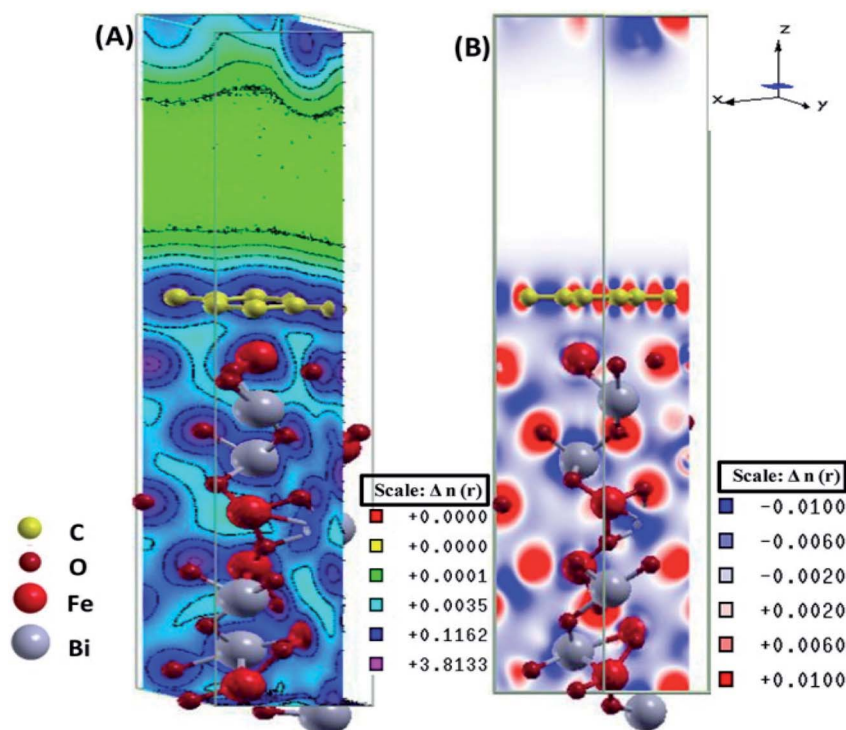 (A)
(B)
z
x
y
C
O
Fe
Bi
Scale: Δ n (r)
+0.0000
+0.0000
+0.0001
+0.0035
+0.1162
+3.8133
Scale: Δ n (r)
-0.0100
-0.0060
-0.0020
+0.0020
+0.0060
+0.0100